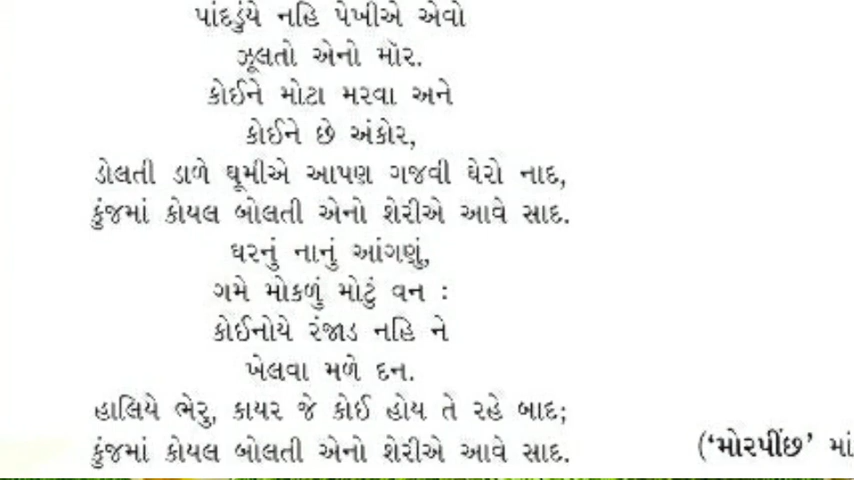 પાંદડુંયે નહિ પેખીએ એવો
ઝૂલતો એનો મૉર.
કોઈને મોટા મરવા અને
કોઈને છે અંકોર,
ડોલતી ડાળે ઘૂમીએ આપણ ગજવી ઘેરો નાદ,
કુંજમાં કોયલ બોલતી એનો શેરીએ આવે સાદ.
ઘરનું નાનું આંગણું,
ગમે મોકળું મોટું વન :
કોઈનોયે રંજાડ નહિ ને
ખેલવા મળે દન.
હાલિયે ભેરુ, કાયર જે કોઈ હોય તે રહે બાદ;
કુંજમાં કોયલ બોલતી એનો શેરીએ આવે સાદ.
(‘મોરપીંછ’ માં